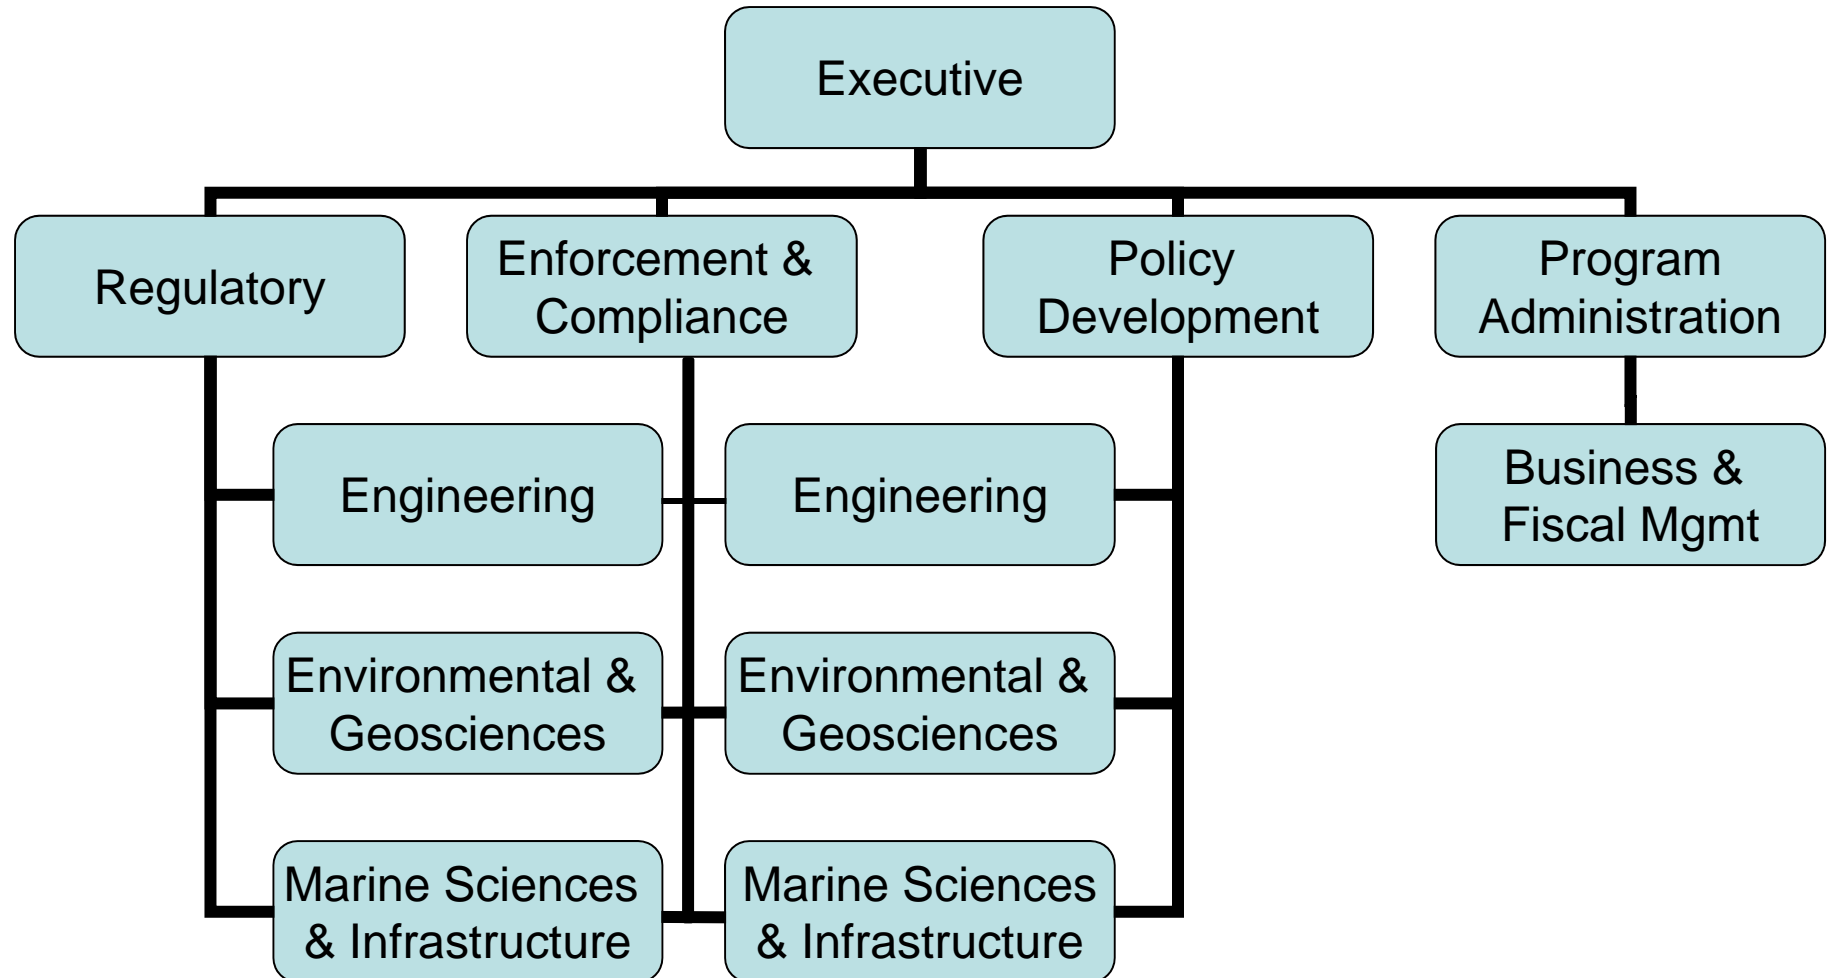 Executive
Regulatory
Enforcement &
Compliance
Policy
Development
Program
Administration
Engineering
Engineering
Business &
Fiscal Mgmt
Environmental &
Geosciences
Environmental &
Geosciences
Marine Sciences
& Infrastructure
Marine Sciences
& Infrastructure